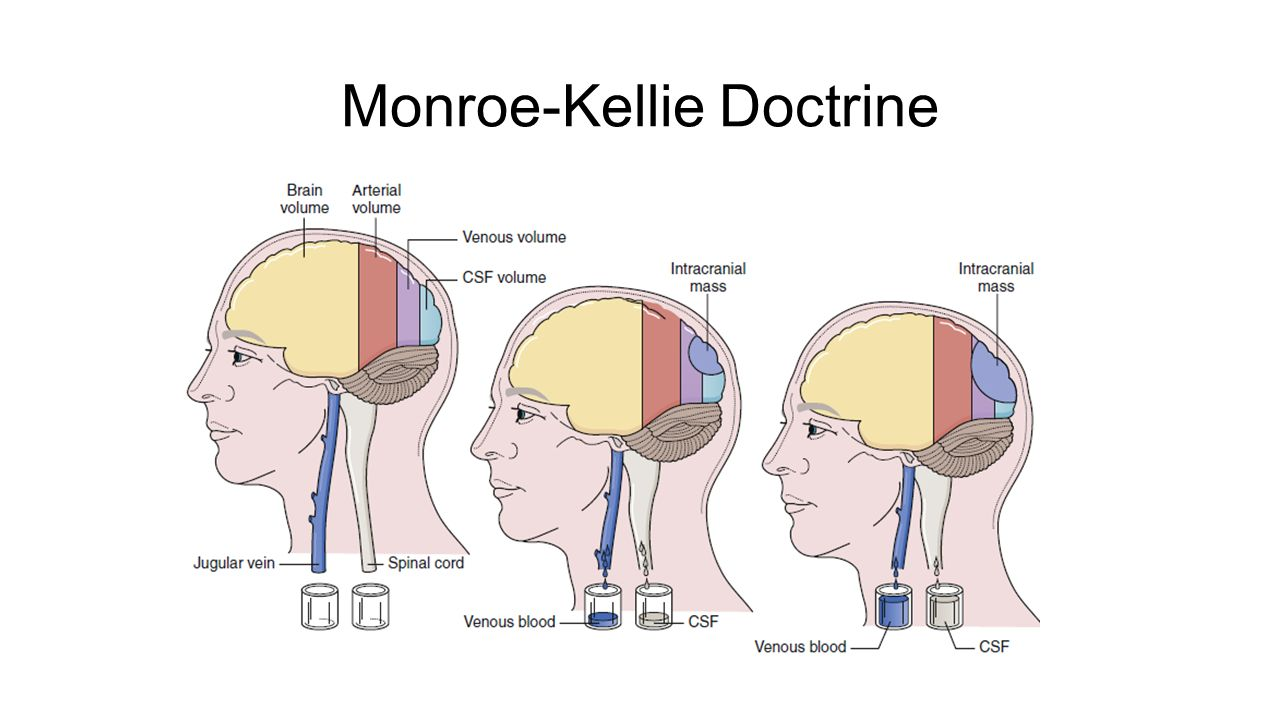 Monroe-Kellie Doctrine
Brain
volume
Arterial
volume
Venous volume
CSF volume
Jugular vein
Spinal cord
Intracranial
mass
Venous blood
CSF
Intracranial
mass
Venous blood
CSF